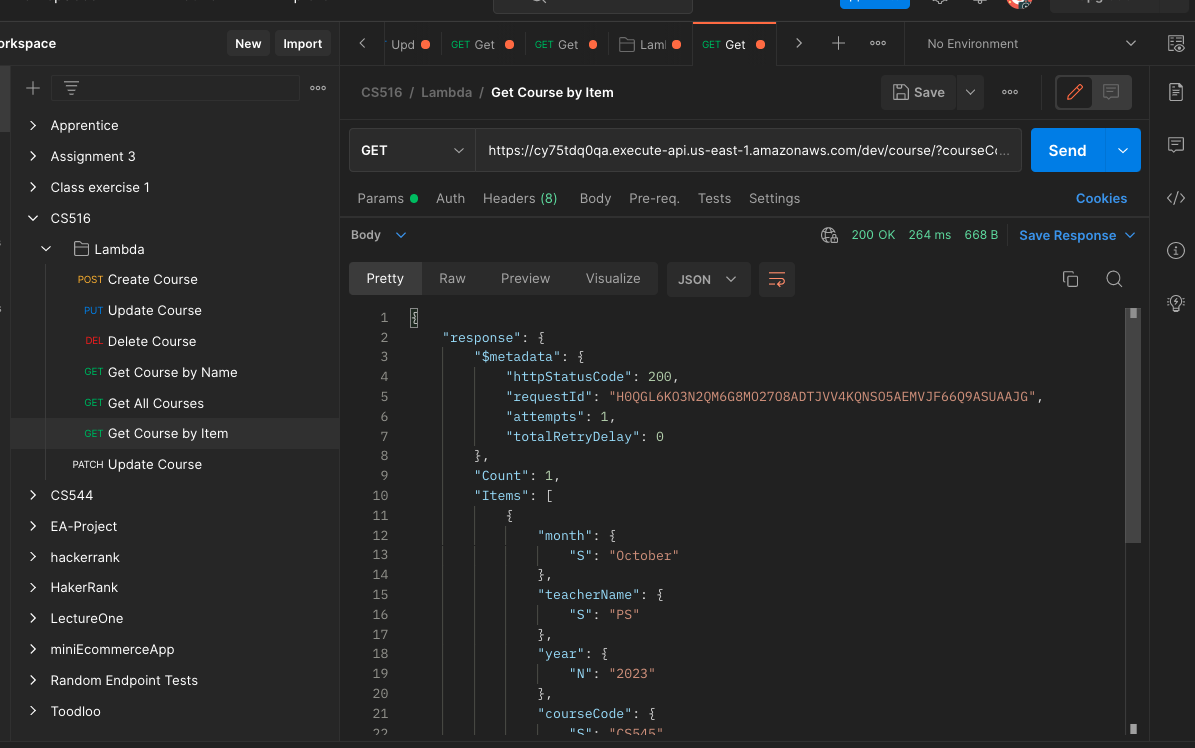 orkspace
New
Import
Upd
GET Get
GET Get
Laml
GET Get
No Environment
CS516 / Lambda / Get Course by Item
Save
GET
https://cy75tdq0qa.execute-api.us-east-1.amazonaws.com/dev/course/?courseCo...
Send
Params
Auth
Headers (8)
Body
Pre-req.
Tests
Settings
Cookies
Body
200 OK
264 ms
668 B
Save Response
Pretty
Raw
Preview
Visualize
JSON
Apprentice
Assignment 3
Class exercise 1
CS516
Lambda
POST Create Course
PUT Update Course
DEL Delete Course
GET Get Course by Name
GET Get All Courses
GET Get Course by Item
PATCH Update Course
CS544
EA-Project
hackerrank
HakerRank
LectureOne
miniEcommerceApp
Random Endpoint Tests
Toodloo
1 {
2 "response": {
3 "$metadata": {
4 "httpStatusCode": 200,
5 "requestId": "H0QGL6KO3N2QM6G8MO27O8ADTJVV4KQNSO5AEMVJF66Q9ASUAAJG",
6 "attempts": 1,
7 "totalRetryDelay": 0
8 },
9 "Count": 1,
10 "Items": [
11 {
12 "month": {
13 "S": "October"
14 },
15 "teacherName": {
16 "S": "PS"
17 },
18 "year": {
19 "N": "2023"
20 },
21 "courseCode": {
22 "S": "CS545"